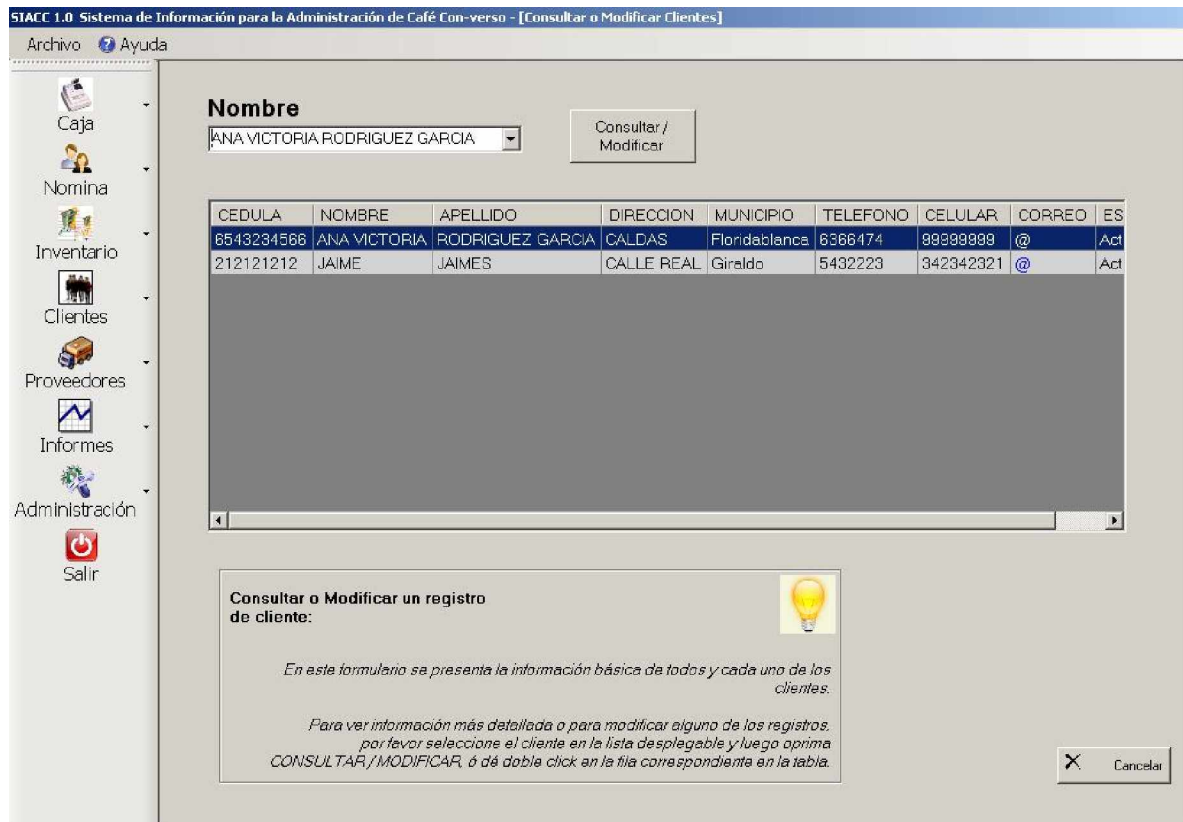 SIACC 1.0 Sistema de Información para la Administración de Café Con-verso - [Consultar o Modificar Clientes]
Archivo ? Ayuda
Caja
Nomina
Inventario
Clientes
Proveedores
Informes
Administración
Salir
Nombre
ANA VICTORIA RODRIGUEZ GARCIA
Consultar /
Modificar
CEDULA NOMBRE APELLIDO DIRECCION MUNICIPIO TELEFONO CELULAR CORREO ES
6543234566 ANA VICTORIA RODRIGUEZ GARCIA CALDAS Floridablanca 6366474 99999999 @ Act
212121212 JAIME JAIMES CALLE REAL Giraldo 5432223 342342321 @ Act
Consultar o Modificar un registro
de cliente:
En este formulario se presenta la información básica de todos y cada uno de los
clientes.
Para ver información más detallada o para modificar alguno de los registros,
por favor seleccione el cliente en la lista desplegable y luego oprima
CONSULTAR / MODIFICAR, ó dé doble click en la fila correspondiente en la tabla.
Cancelar